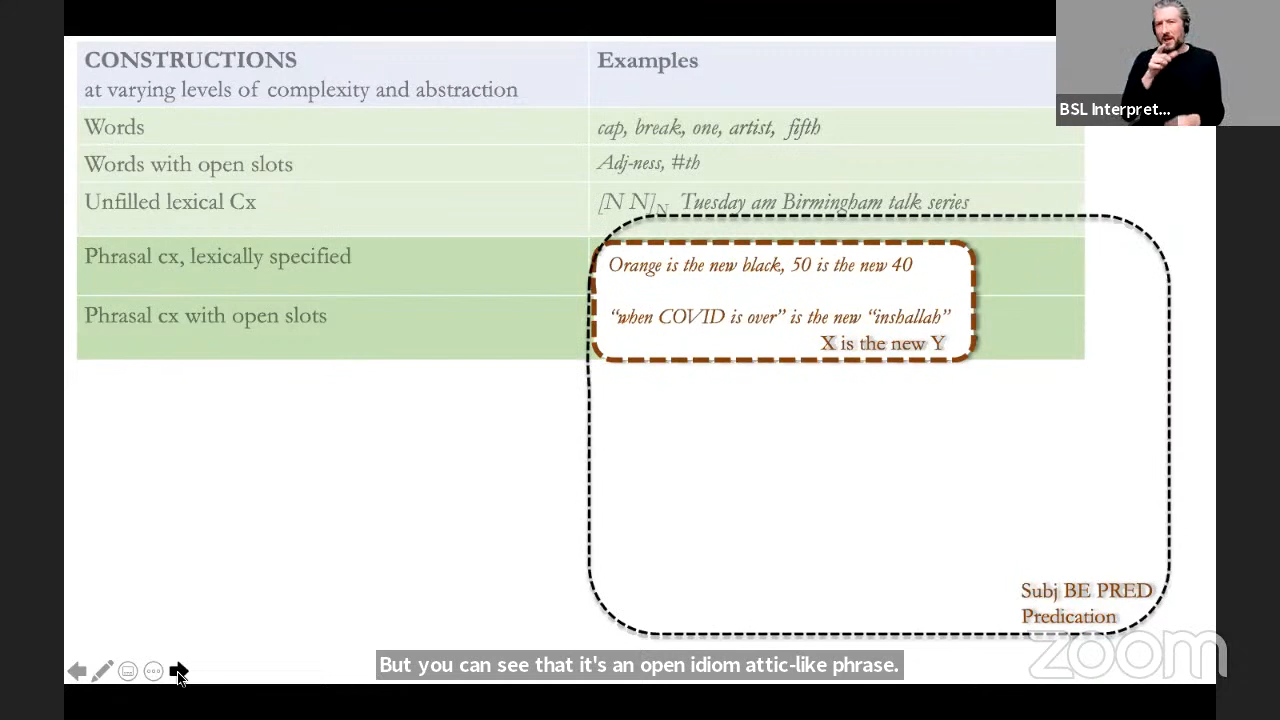 CONSTRUCTIONS
at varying levels of complexity and abstraction
Examples
Words
cap, break, one, artist, fifth
Words with open slots
Adj-ness, #th
Unfilled lexical Cx
[N N]N Tuesday am Birmingham talk series
Phrasal cx, lexically specified
Orange is the new black, 50 is the new 40
Phrasal cx with open slots
“when COVID is over” is the new “inshallah”
X is the new Y
Subj BE PRED
Predication
BSL Interpret...
zoom
But you can see that it's an open idiom attic-like phrase.